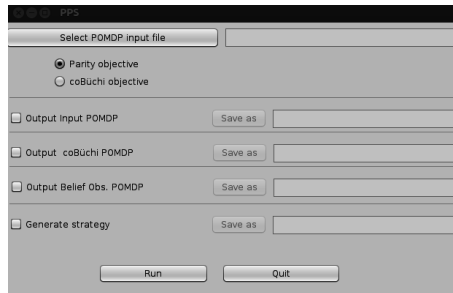 PPS
Select POMDP input file
Parity objective
coBüchi objective
Output Input POMDP Save as
Output coBüchi POMDP Save as
Output Belief Obs. POMDP Save as
Generate strategy Save as
Run Quit